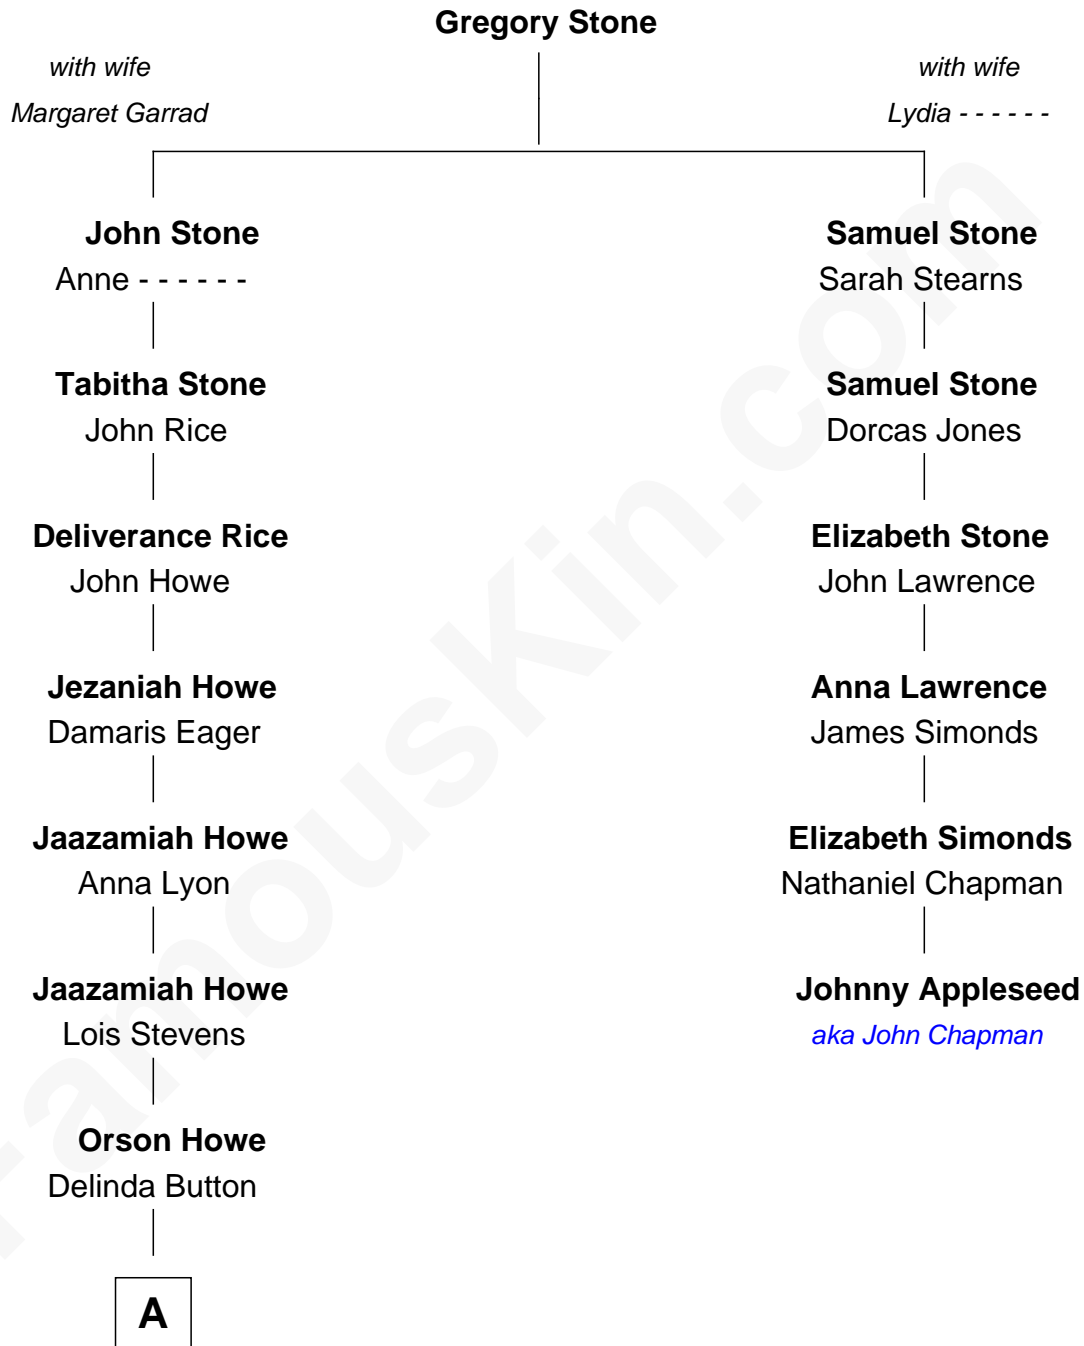 Gregory Stone
with wife
Margaret Garrad
with wife
Lydia - - - - - -
John Stone
Anne - - - - - -
Samuel Stone
Sarah Stearns
Tabitha Stone
John Rice
Samuel Stone
Dorcas Jones
Deliverance Rice
John Howe
Elizabeth Stone
John Lawrence
Jezaniah Howe
Damaris Eager
Anna Lawrence
James Simonds
Jaazamiah Howe
Anna Lyon
Elizabeth Simonds
Nathaniel Chapman
Jaazamiah Howe
Lois Stevens
Johnny Appleseed
aka John Chapman
Orson Howe
Delinda Button
A
FamousKin.com